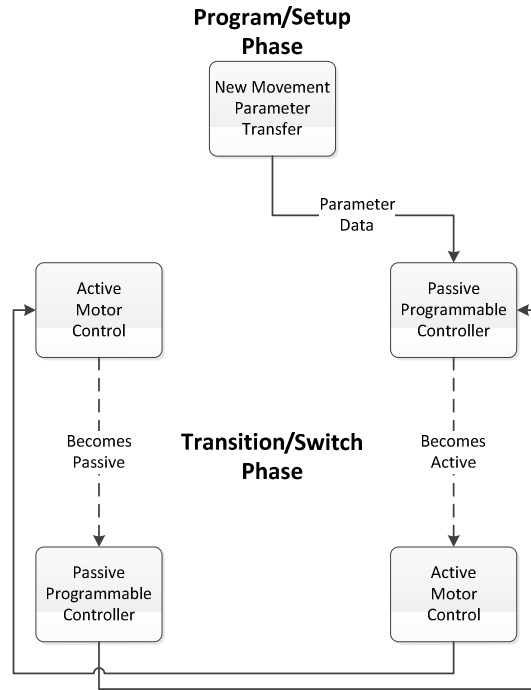 Program/Setup
Phase
New Movement
Parameter
Transfer
Parameter
Data
Active
Motor
Control
Passive
Programmable
Controller
Becomes
Passive
Transition/Switch
Phase
Becomes
Active
Passive
Programmable
Controller
Active
Motor
Control